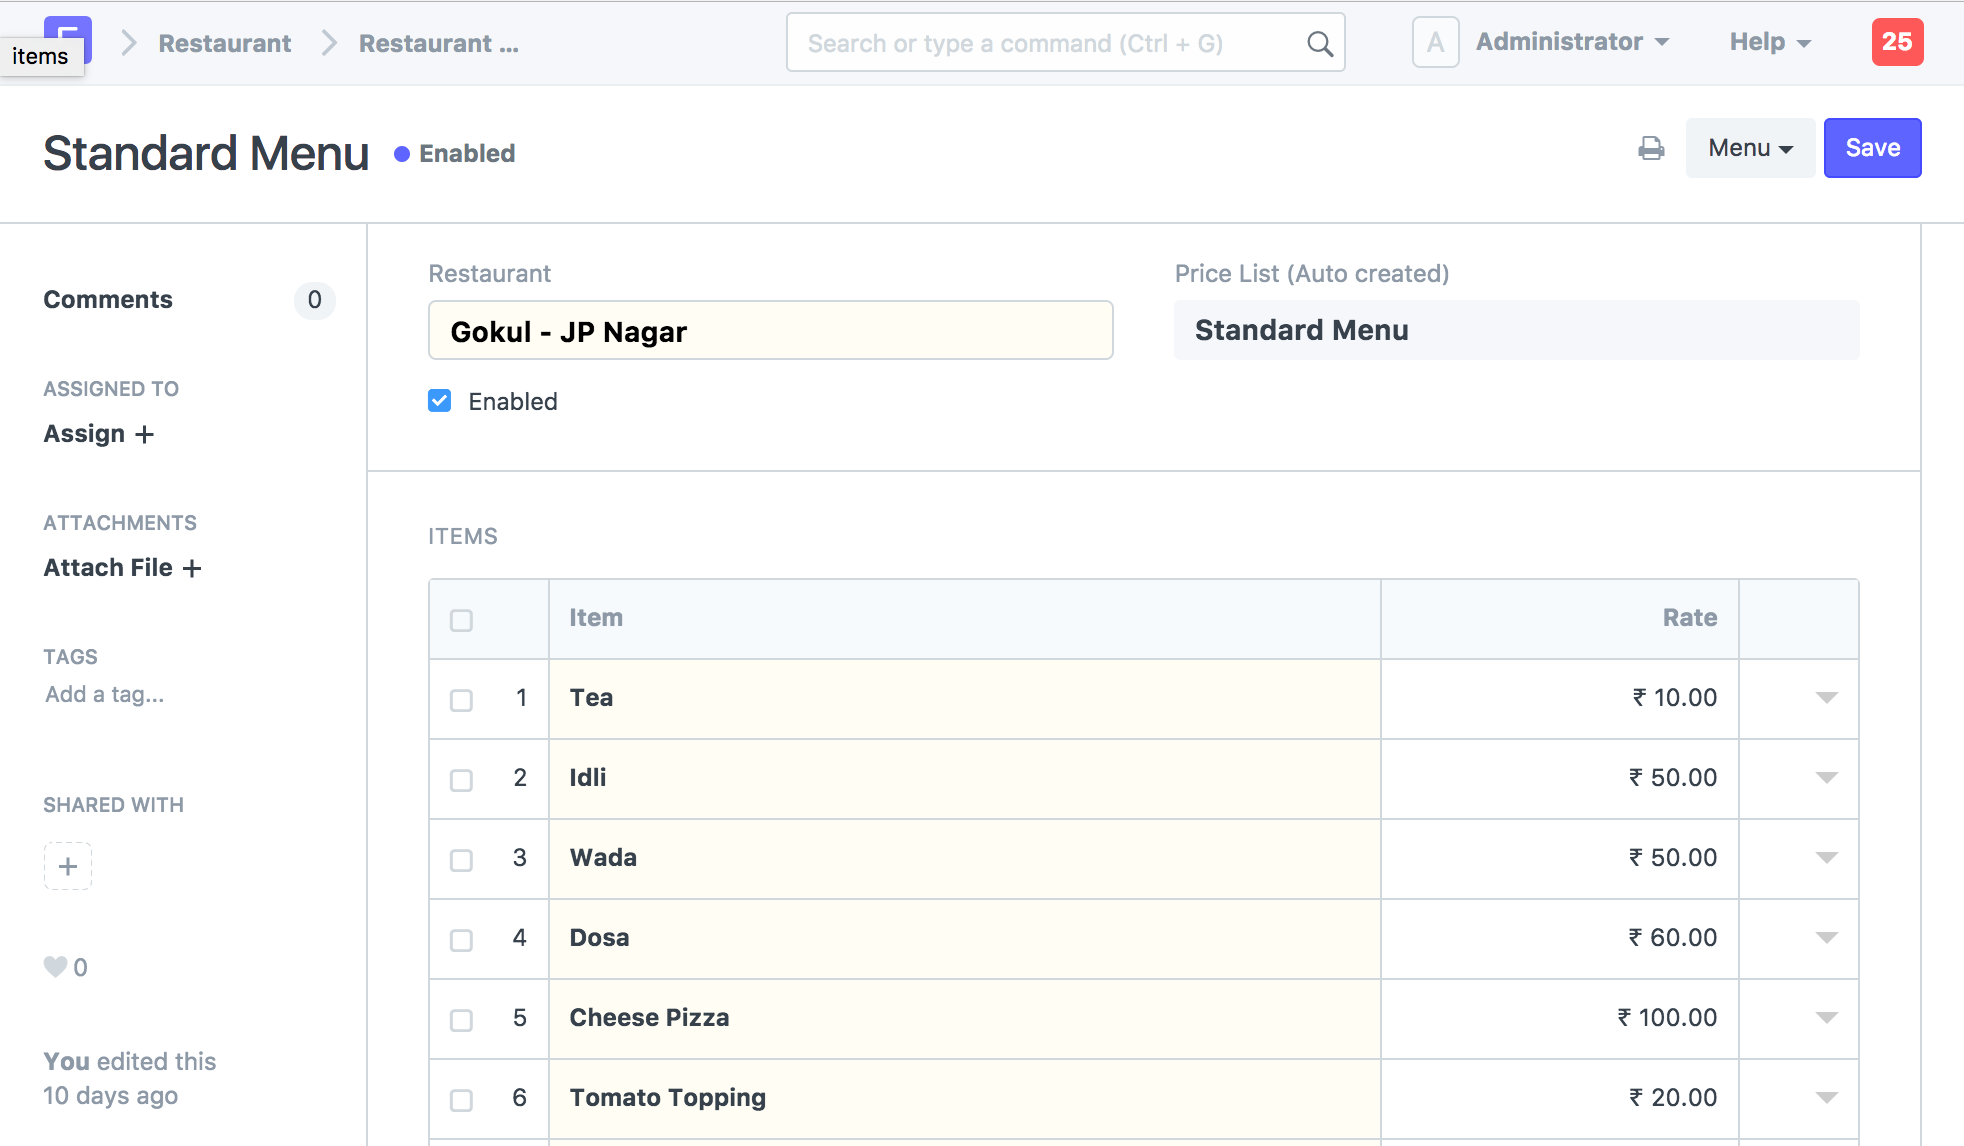 items
Restaurant
Restaurant ...
Search or type a command (Ctrl + G)
A
Administrator
Help
25
Standard Menu
Enabled
Menu
Save
Comments
0
ASSIGNED TO
Assign +
ATTACHMENTS
Attach File +
TAGS
Add a tag...
SHARED WITH
+
0
You edited this
10 days ago
Restaurant
Gokul - JP Nagar
Enabled
Price List (Auto created)
Standard Menu
ITEMS
Item Rate
1 Tea ₹ 10.00
2 Idli ₹ 50.00
3 Wada ₹ 50.00
4 Dosa ₹ 60.00
5 Cheese Pizza ₹ 100.00
6 Tomato Topping ₹ 20.00